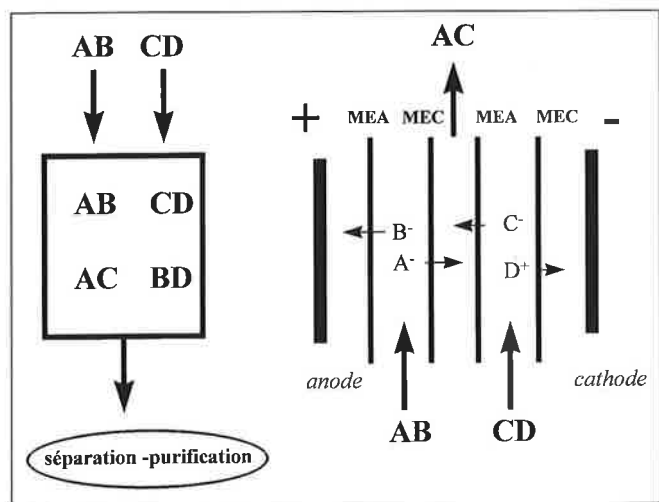 AB CD
AB CD
AC BD
séparation -purification
AC
+ MEA MEC MEA MEC -
B- C-
A- D+
anode cathode
AB CD